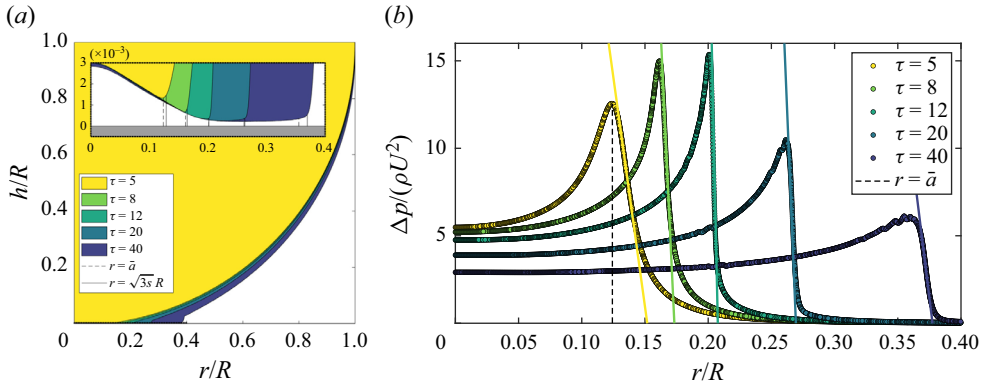 (a)
1.0
0.8
0.6
0.4
0.2
0
h/R
(×10⁻³)
3
2
1
0
0 0.1 0.2 0.3 0.4
τ = 5
τ = 8
τ = 12
τ = 20
τ = 40
r = ā
r = √3s R
0 0.2 0.4 0.6 0.8 1.0
r/R
(b)
15
10
5
0
Δp/(ρU²)
τ = 5
τ = 8
τ = 12
τ = 20
τ = 40
r = ā
0 0.05 0.10 0.15 0.20 0.25 0.30 0.35 0.40
r/R